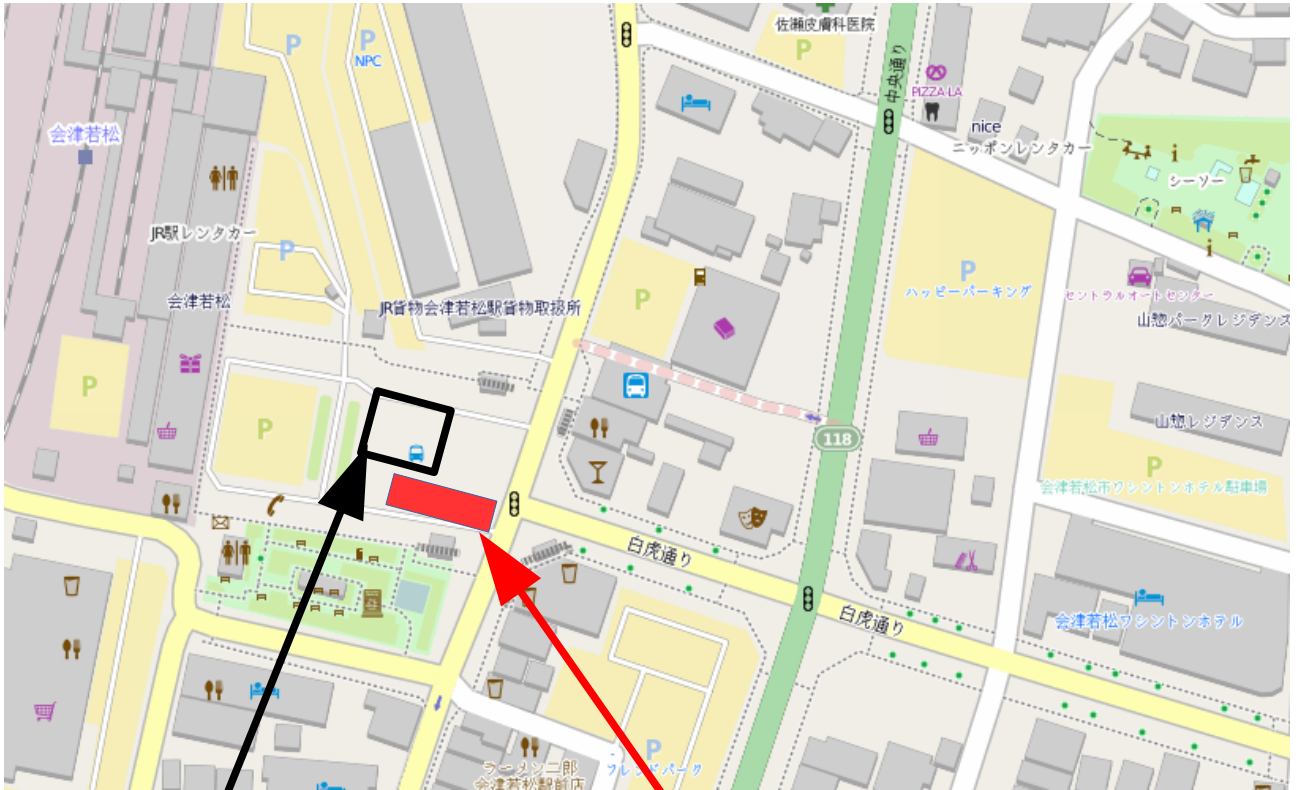 佐瀬皮膚科医院
P
P
NPC
P
中央通り
PIZZA-LA
nice
ニッポンレンタカー
シーソー
会津若松
JR駅レンタカー
P
会津若松
JR貨物会津若松駅貨物取扱所
P
P
ハッピーパーキング
セントラルオートセンター
山惣パークレジデンス
P
P
118
山惣レジデンス
P
会津若松市ワシントンホテル駐車場
白虎通り
白虎通り
会津若松ワシントンホテル
ラーメン二郎
会津若松駅前店
P
フレンドパーク